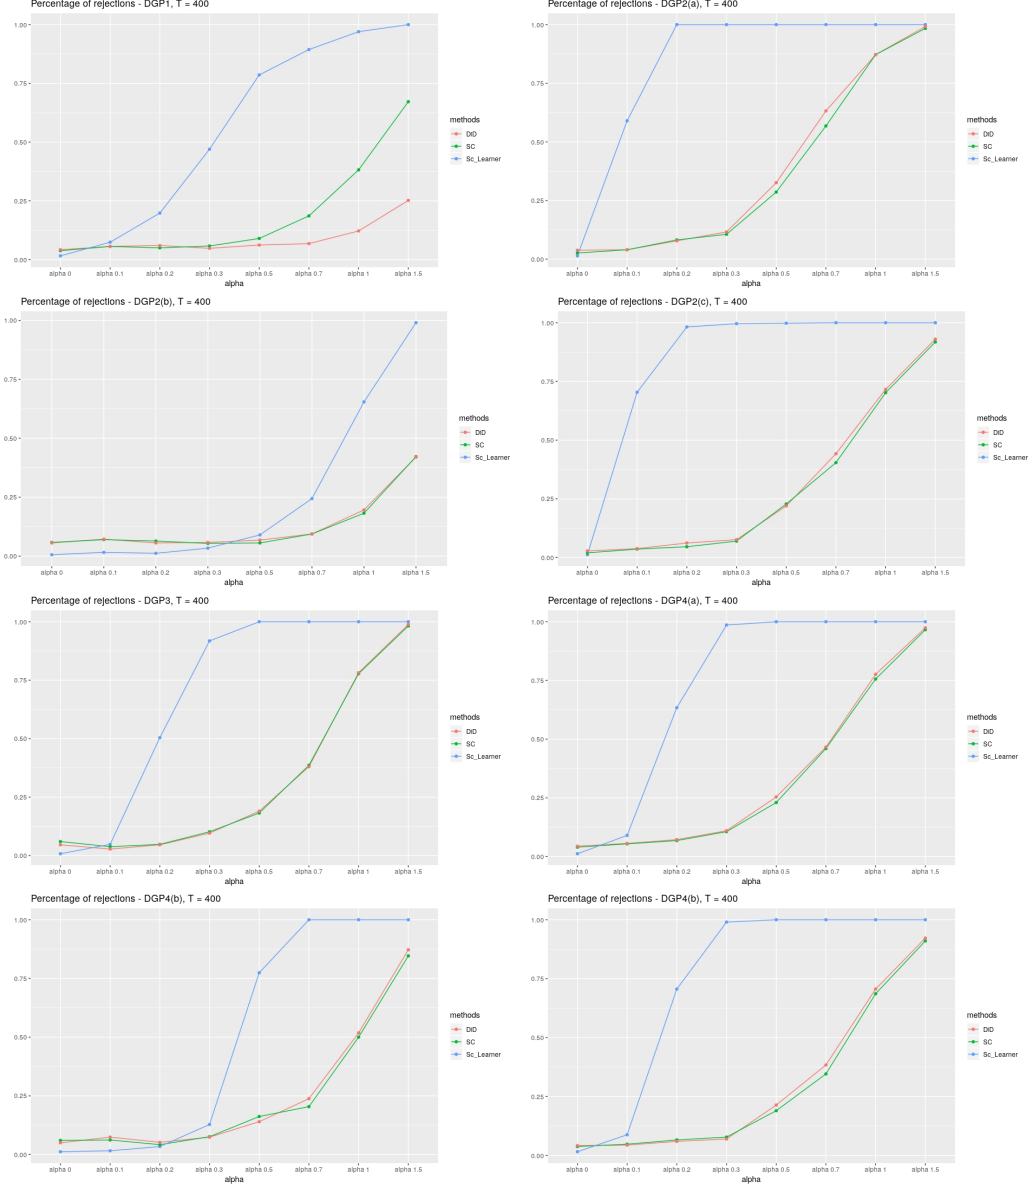 Percentage of rejections - DGP1, T = 400
1.00
0.75
0.50
0.25
0.00
alpha 0 alpha 0.1 alpha 0.2 alpha 0.3 alpha 0.5 alpha 0.7 alpha 1 alpha 1.5
alpha
methods
DID
SC
Sc_Learner
Percentage of rejections - DGP2(a), T = 400
1.00
0.75
0.50
0.25
0.00
alpha 0 alpha 0.1 alpha 0.2 alpha 0.3 alpha 0.5 alpha 0.7 alpha 1 alpha 1.5
alpha
methods
DID
SC
Sc_Learner
Percentage of rejections - DGP2(b), T = 400
1.00
0.75
0.50
0.25
0.00
alpha 0 alpha 0.1 alpha 0.2 alpha 0.3 alpha 0.5 alpha 0.7 alpha 1 alpha 1.5
alpha
methods
DID
SC
Sc_Learner
Percentage of rejections - DGP2(c), T = 400
1.00
0.75
0.50
0.25
0.00
alpha 0 alpha 0.1 alpha 0.2 alpha 0.3 alpha 0.5 alpha 0.7 alpha 1 alpha 1.5
alpha
methods
DID
SC
Sc_Learner
Percentage of rejections - DGP3, T = 400
1.00
0.75
0.50
0.25
0.00
alpha 0 alpha 0.1 alpha 0.2 alpha 0.3 alpha 0.5 alpha 0.7 alpha 1 alpha 1.5
alpha
methods
DID
SC
Sc_Learner
Percentage of rejections - DGP4(a), T = 400
1.00
0.75
0.50
0.25
0.00
alpha 0 alpha 0.1 alpha 0.2 alpha 0.3 alpha 0.5 alpha 0.7 alpha 1 alpha 1.5
alpha
methods
DID
SC
Sc_Learner
Percentage of rejections - DGP4(b), T = 400
1.00
0.75
0.50
0.25
0.00
alpha 0 alpha 0.1 alpha 0.2 alpha 0.3 alpha 0.5 alpha 0.7 alpha 1 alpha 1.5
alpha
methods
DID
SC
Sc_Learner
Percentage of rejections - DGP4(b), T = 400
1.00
0.75
0.50
0.25
0.00
alpha 0 alpha 0.1 alpha 0.2 alpha 0.3 alpha 0.5 alpha 0.7 alpha 1 alpha 1.5
alpha
methods
DID
SC
Sc_Learner